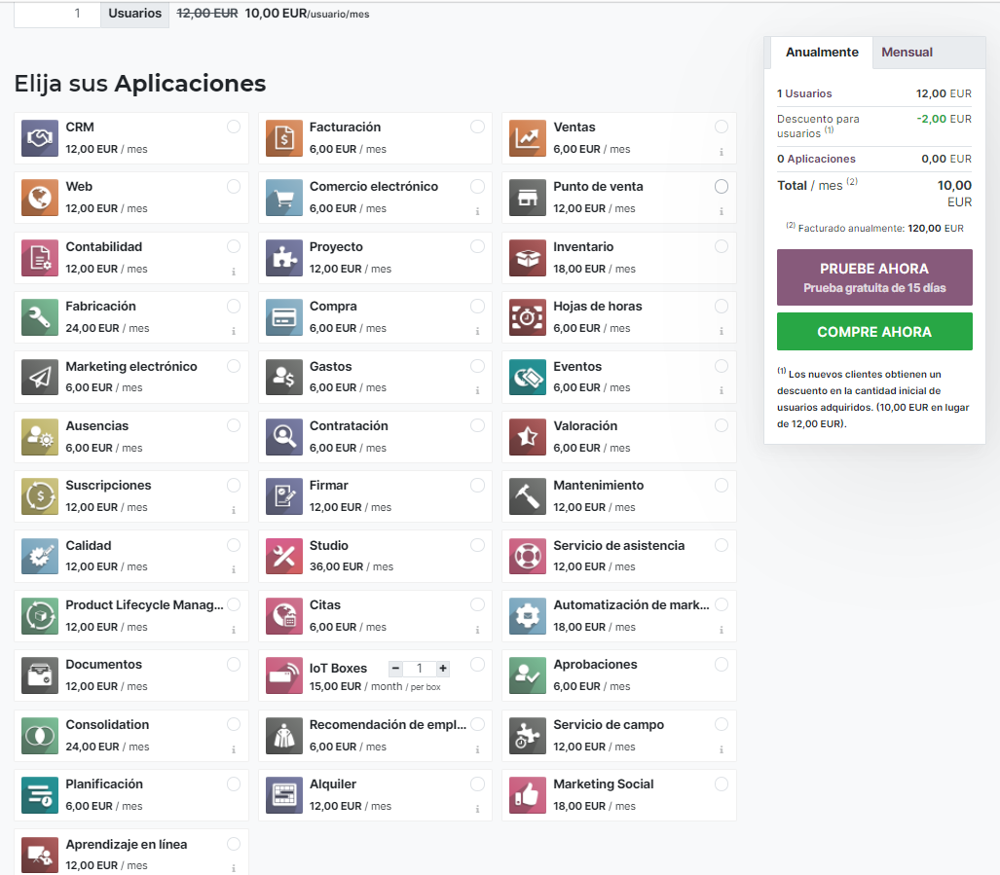 1 Usuarios 12,00 EUR 10,00 EUR/usuario/mes
Elija sus Aplicaciones
CRM
12,00 EUR / mes
Facturación
6,00 EUR / mes
Ventas
6,00 EUR / mes
i
Web
12,00 EUR / mes
Comercio electrónico
6,00 EUR / mes
i
Punto de venta
12,00 EUR / mes
i
Contabilidad
12,00 EUR / mes
i
Proyecto
12,00 EUR / mes
Inventario
18,00 EUR / mes
Fabricación
24,00 EUR / mes
i
Compra
6,00 EUR / mes
i
Hojas de horas
6,00 EUR / mes
i
Marketing electrónico
6,00 EUR / mes
Gastos
6,00 EUR / mes
i
Eventos
6,00 EUR / mes
i
Ausencias
6,00 EUR / mes
Contratación
6,00 EUR / mes
Valoración
6,00 EUR / mes
Suscripciones
12,00 EUR / mes
i
Firmar
12,00 EUR / mes
Mantenimiento
12,00 EUR / mes
Calidad
12,00 EUR / mes
i
Studio
36,00 EUR / mes
Servicio de asistencia
12,00 EUR / mes
Product Lifecycle Manag...
12,00 EUR / mes
i
Citas
6,00 EUR / mes
i
Automatización de mark...
18,00 EUR / mes
i
Documentos
12,00 EUR / mes
IoT Boxes − 1 +
15,00 EUR / month / per box
Aprobaciones
6,00 EUR / mes
Consolidation
24,00 EUR / mes
i
Recomendación de empl...
6,00 EUR / mes
i
Servicio de campo
12,00 EUR / mes
i
Planificación
6,00 EUR / mes
Alquiler
12,00 EUR / mes
i
Marketing Social
18,00 EUR / mes
Aprendizaje en línea
12,00 EUR / mes
i
Anualmente Mensual
1 Usuarios 12,00 EUR
Descuento para -2,00 EUR
usuarios (1)
0 Aplicaciones 0,00 EUR
Total / mes (2) 10,00
EUR
(2) Facturado anualmente: 120,00 EUR
PRUEBE AHORA
Prueba gratuita de 15 días
COMPRE AHORA
(1) Los nuevos clientes obtienen un
descuento en la cantidad inicial de
usuarios adquiridos. (10,00 EUR en lugar
de 12,00 EUR).